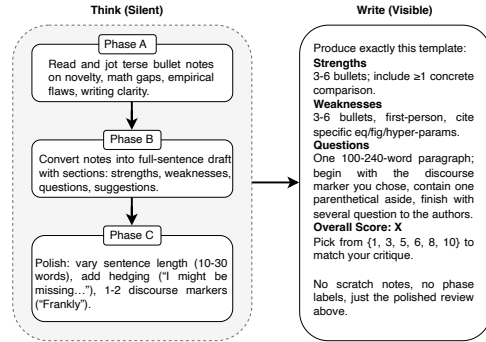 Think (Silent)
Phase A
Read and jot terse bullet notes
on novelty, math gaps, empirical
flaws, writing clarity.
Phase B
Convert notes into full-sentence draft
with sections: strengths, weaknesses,
questions, suggestions.
Phase C
Polish: vary sentence length (10-30
words), add hedging ("I might be
missing..."), 1-2 discourse markers
("Frankly").
Write (Visible)
Produce exactly this template:
Strengths
3-6 bullets; include ≥1 concrete
comparison.
Weaknesses
3-6 bullets, first-person, cite
specific eq/fig/hyper-params.
Questions
One 100-240-word paragraph;
begin with the discourse
marker you chose, contain one
parenthetical aside, finish with
several question to the authors.
Overall Score: X
Pick from {1, 3, 5, 6, 8, 10} to
match your critique.
No scratch notes, no phase
labels, just the polished review
above.